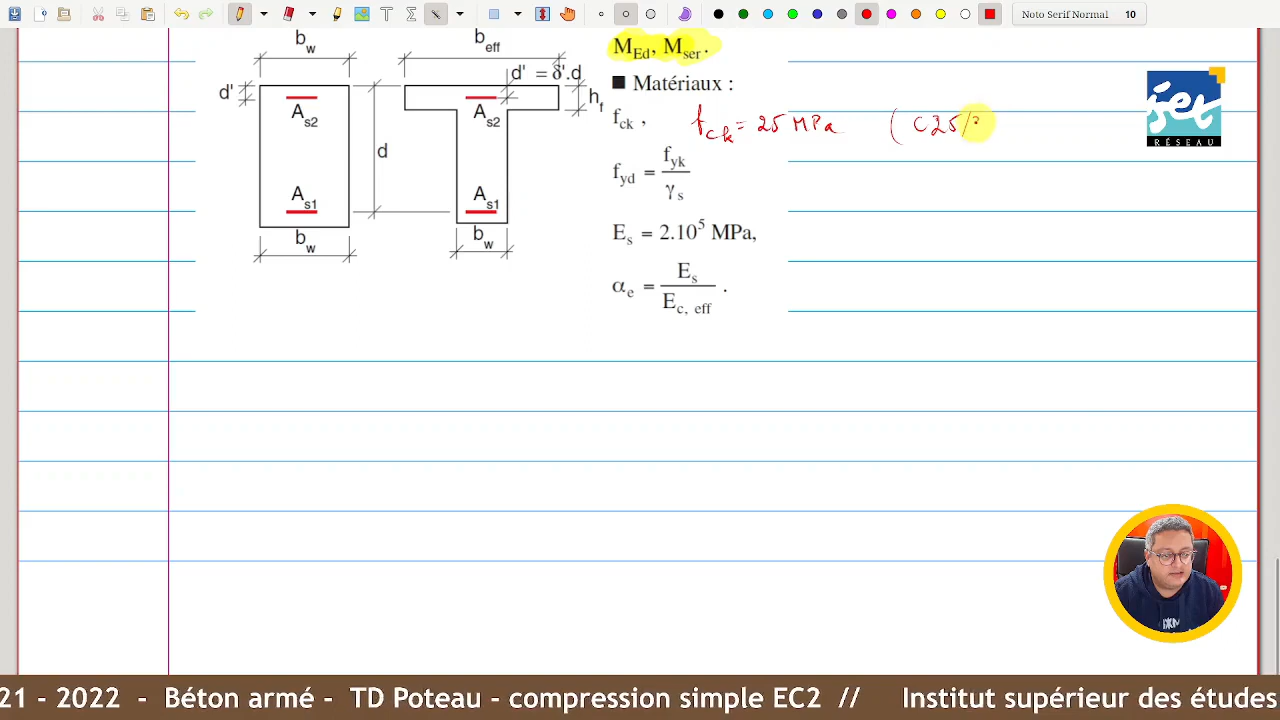 Noto Serif Normal 10
b_w
b_eff
M_Ed, M_ser.
d' = δ'.d
■ Matériaux :
d'
h_f
A_s2
A_s2
f_ck ,
f_ck = 25 MPa ( C25/
iset
RÉSEAU
d
f_yd = f_yk / γ_s
A_s1
A_s1
b_w
b_w
E_s = 2.10^5 MPa,
α_e = E_s / E_c, eff .
21 - 2022 - Béton armé - TD Poteau - compression simple EC2 // Institut supérieur des études